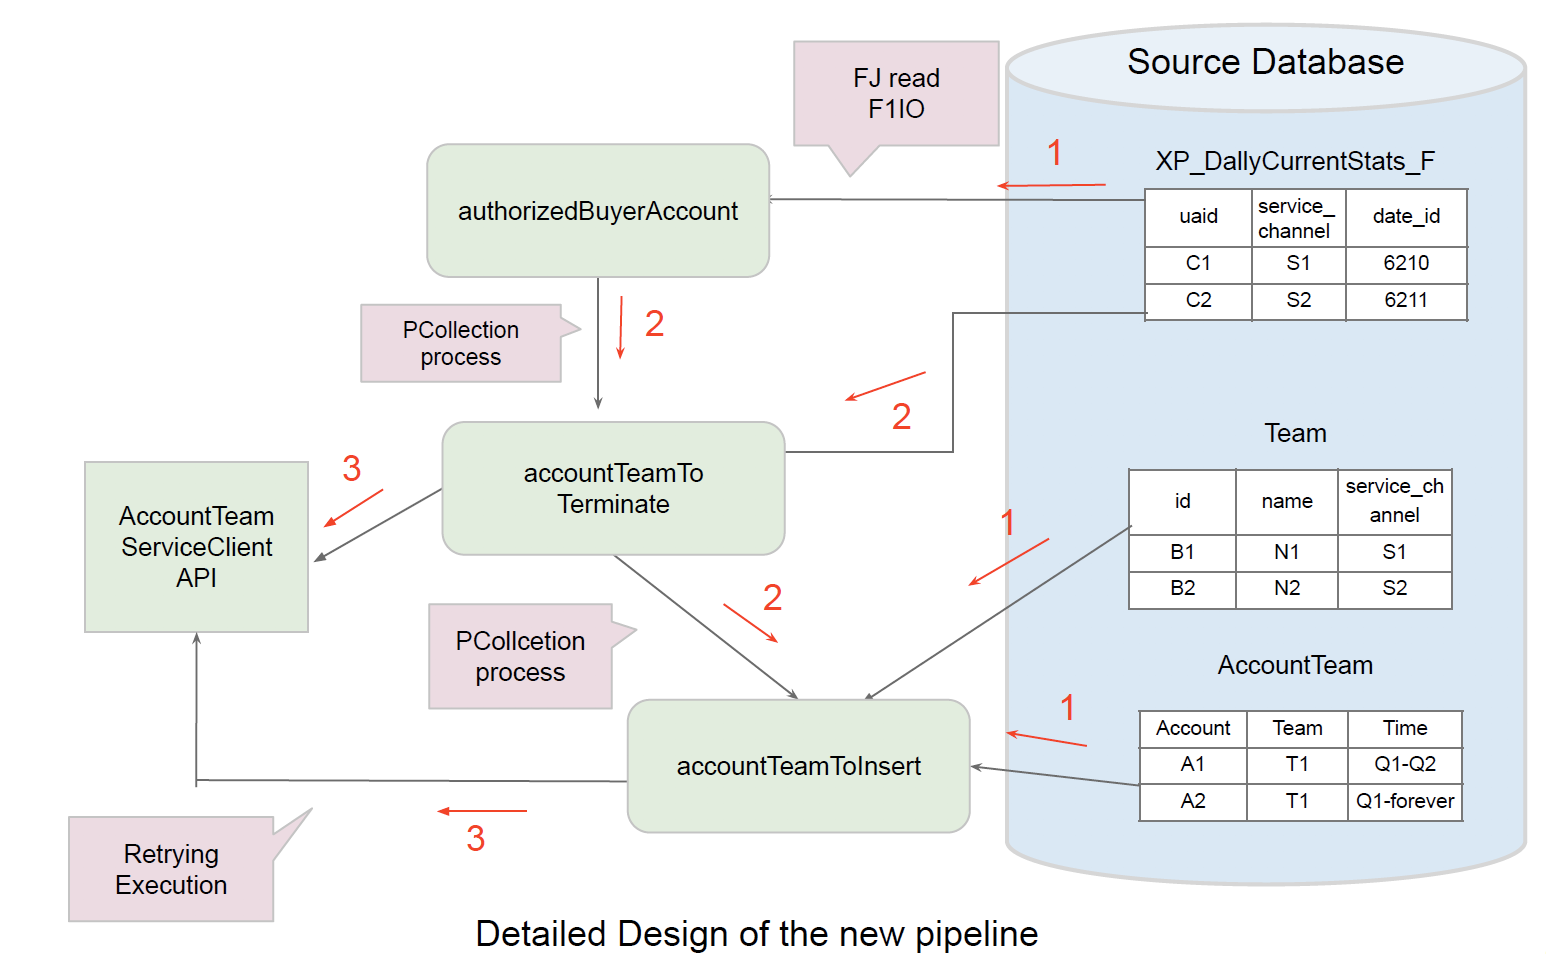 Source Database
FJ read
F1IO
1
XP_DallyCurrentStats_F
uaid
service_
channel
date_id
C1
S1
6210
C2
S2
6211
authorizedBuyerAccount
PCollection
process
2
2
Team
id
name
service_ch
annel
B1
N1
S1
B2
N2
S2
accountTeamTo
Terminate
3
AccountTeam
ServiceClient
API
1
2
PCollcetion
process
AccountTeam
Account
Team
Time
A1
T1
Q1-Q2
A2
T1
Q1-forever
1
accountTeamToInsert
3
Retrying
Execution
Detailed Design of the new pipeline